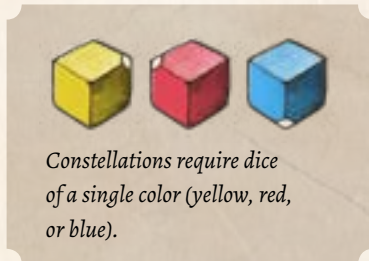 Constellations require dice
of a single color (yellow, red,
or blue).